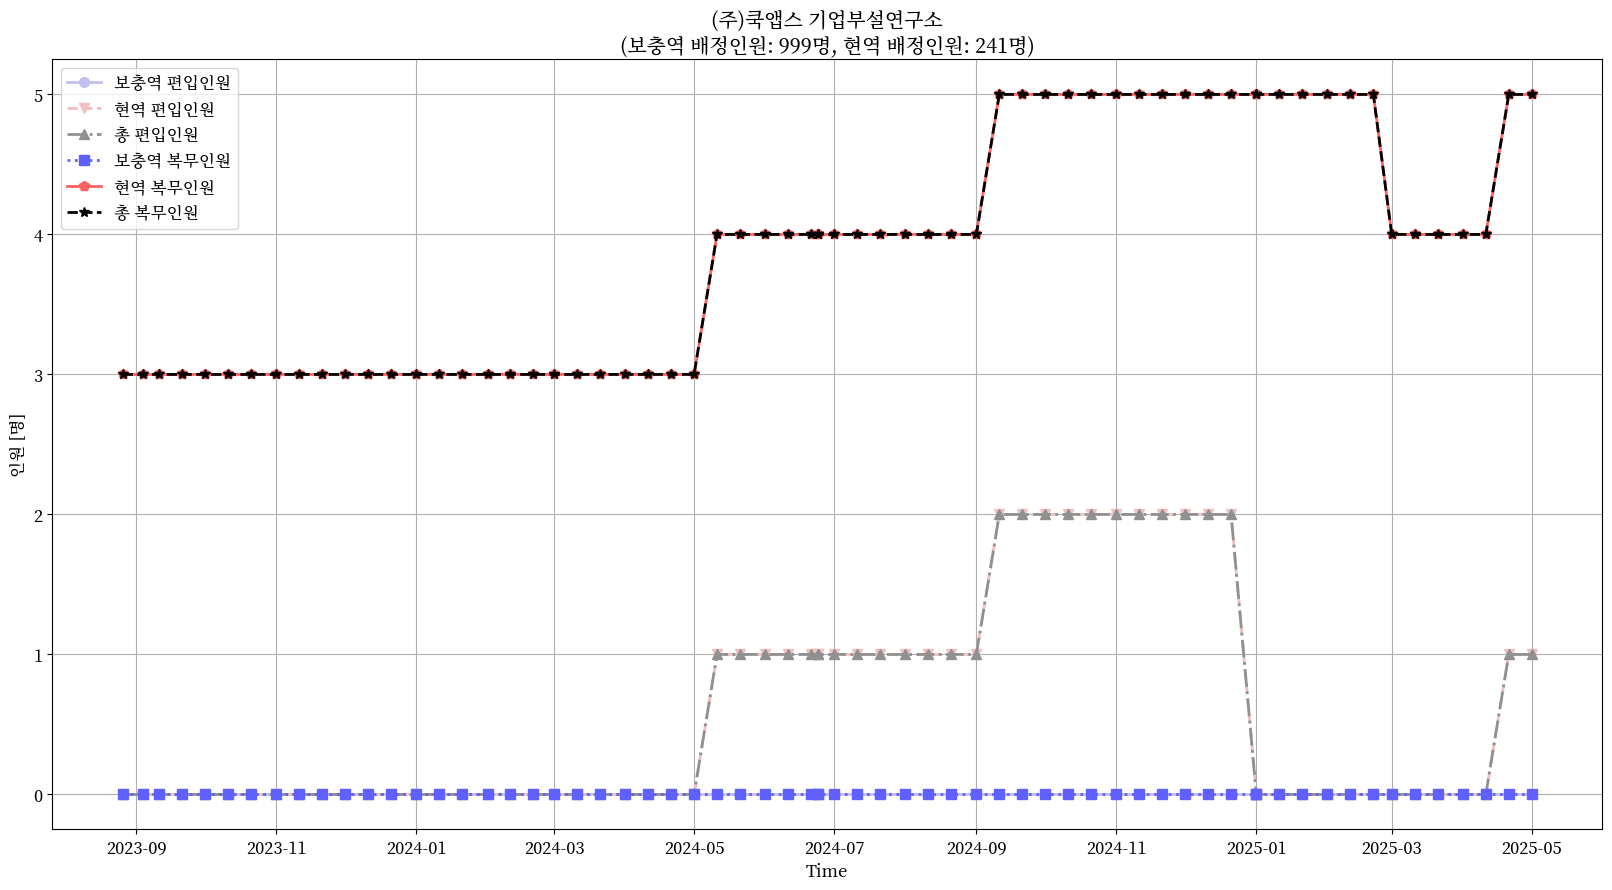 (주)쿡앱스 기업부설연구소
(보충역 배정인원: 999명, 현역 배정인원: 241명)
보충역 편입인원
현역 편입인원
총 편입인원
보충역 복무인원
현역 복무인원
총 복무인원
5
4
3
2
1
0
인원 [명]
2023-09
2023-11
2024-01
2024-03
2024-05
2024-07
2024-09
2024-11
2025-01
2025-03
2025-05
Time